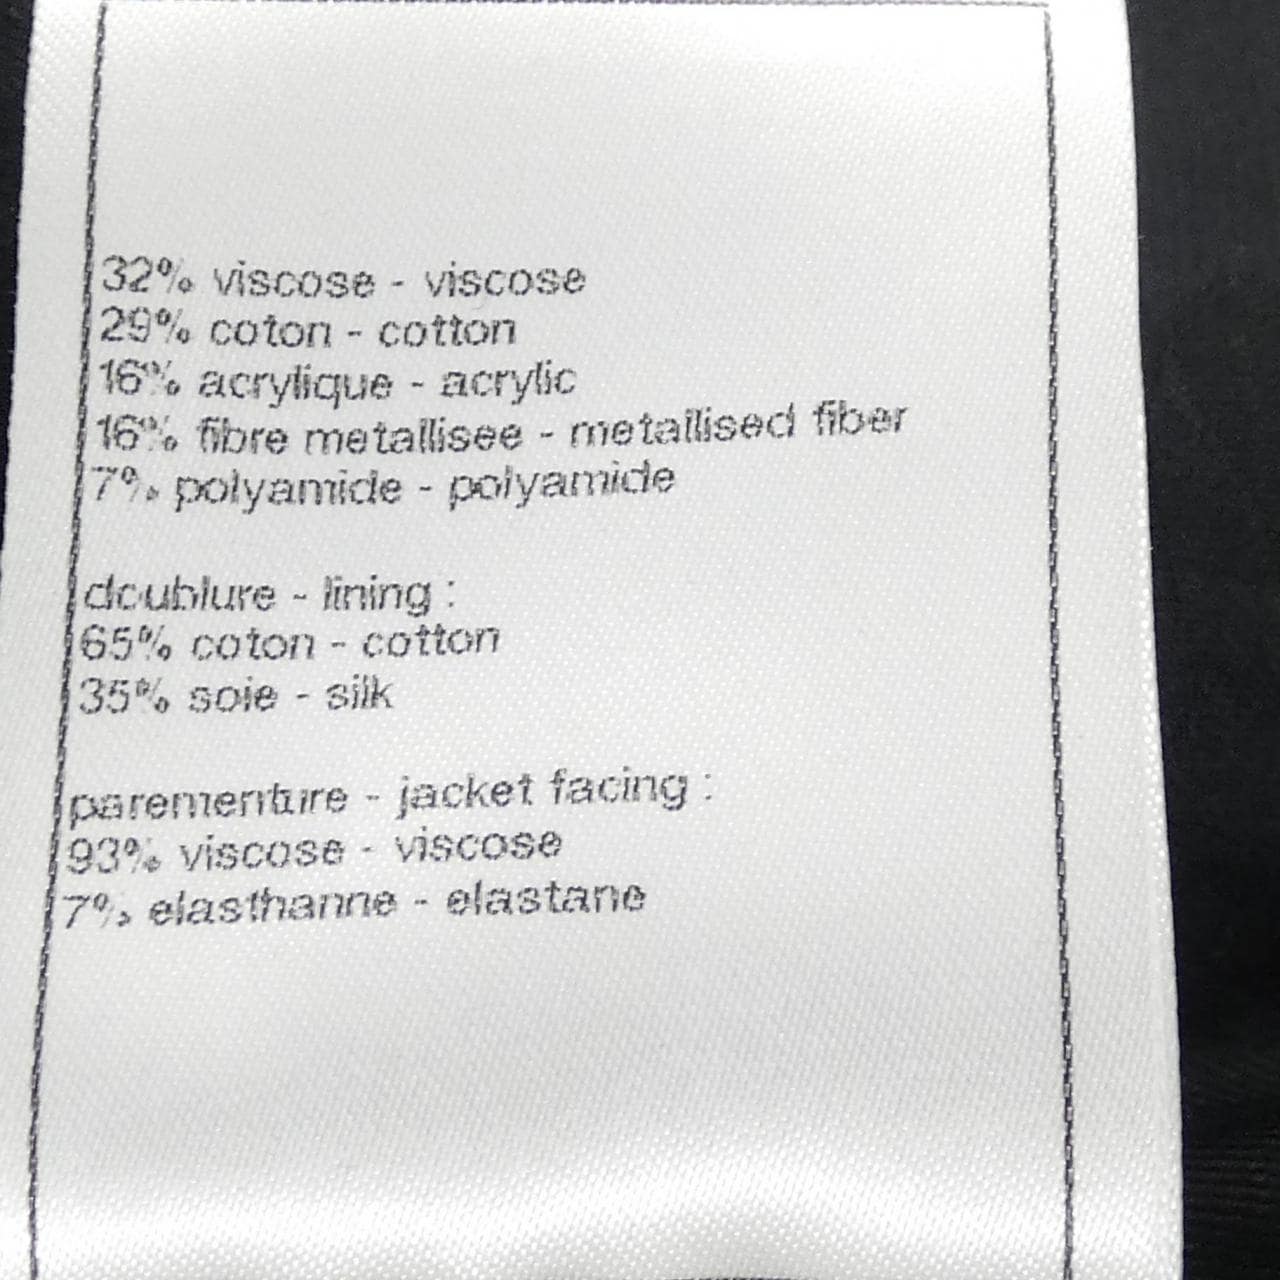 32% viscose - viscose
29% coton - cotton
16% acrylique - acrylic
16% fibre metallisee - metallised fiber
7% polyamide - polyamide
doublure - lining :
65% coton - cotton
35% soie - silk
parementure - jacket facing :
93% viscose - viscose
7% elasthanne - elastane